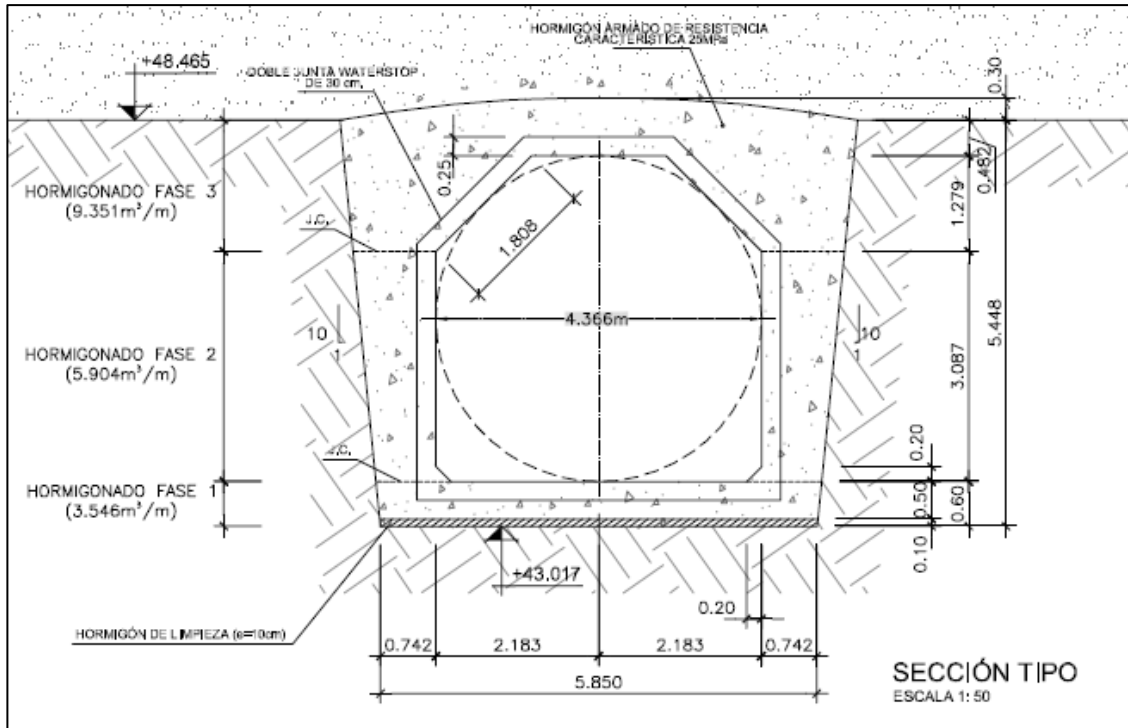 HORMIGÓN ARMADO DE RESISTENCIA
CARACTERÍSTICA 25MPa
+48.465
DOBLE JUNTA WATERSTOP
DE 30 cm.
0.30
0.482
0.25
1.279
HORMIGONADO FASE 3
(9.351m³/m)
J.C.
1.808
4.366m
5.448
10
1
10
1
HORMIGONADO FASE 2
(5.904m³/m)
3.087
0.20
J.C.
HORMIGONADO FASE 1
(3.546m³/m)
0.50
0.60
0.10
+43.017
0.20
HORMIGÓN DE LIMPIEZA (e=10cm)
0.742
2.183
2.183
0.742
5.850
SECCIÓN TIPO
ESCALA 1:50